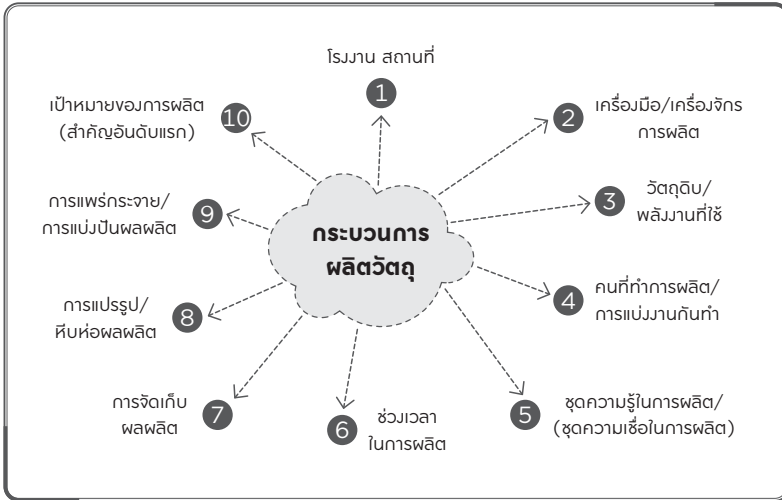 กระบวนการ
ผลิตวัตถุ
1
โรงงาน สถานที่
2
เครื่องมือ/เครื่องจักร
การผลิต
3
วัตถุดิบ/
พลังงานที่ใช้
4
คนที่ทำการผลิต/
การแบ่งงานกันทำ
5
ชุดความรู้ในการผลิต/
(ชุดความเชื่อในการผลิต)
6
ช่วงเวลา
ในการผลิต
7
การจัดเก็บ
ผลผลิต
8
การแปรรูป/
หีบห่อผลผลิต
9
การแพร่กระจาย/
การแบ่งปันผลผลิต
10
เป้าหมายของการผลิต
(สำคัญอันดับแรก)